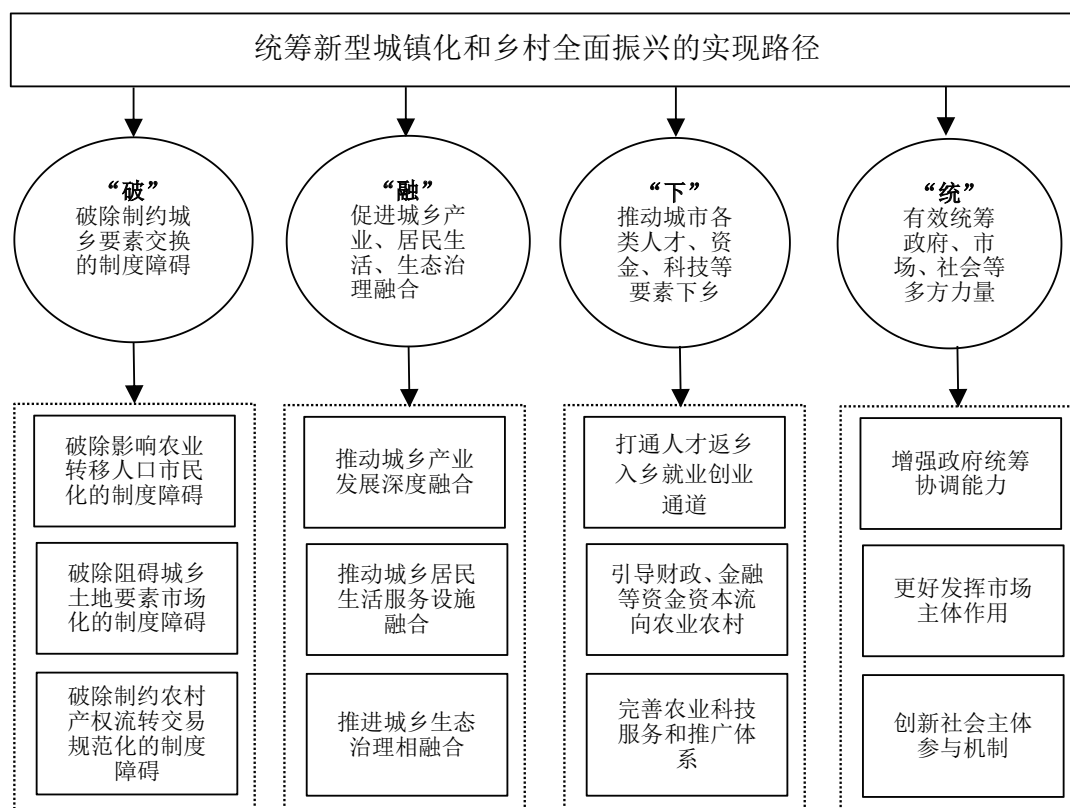 统筹新型城镇化和乡村全面振兴的实现路径
“破”
破除制约城
乡要素交换
的制度障碍
“融”
促进城乡产
业、居民生
活、生态治
理融合
“下”
推动城市各
类人才、资
金、科技等
要素下乡
“统”
有效统筹
政府、市
场、社会等
多方力量
破除影响农业
转移人口市民
化的制度障碍
破除阻碍城乡
土地要素市场
化的制度障碍
破除制约农村
产权流转交易
规范化的制度
障碍
推动城乡产业
发展深度融合
推动城乡居民
生活服务设施
融合
推进城乡生态
治理相融合
打通人才返乡
入乡就业创业
通道
引导财政、金融
等资金资本流
向农业农村
完善农业科技
服务和推广体
系
增强政府统筹
协调能力
更好发挥市场
主体作用
创新社会主体
参与机制